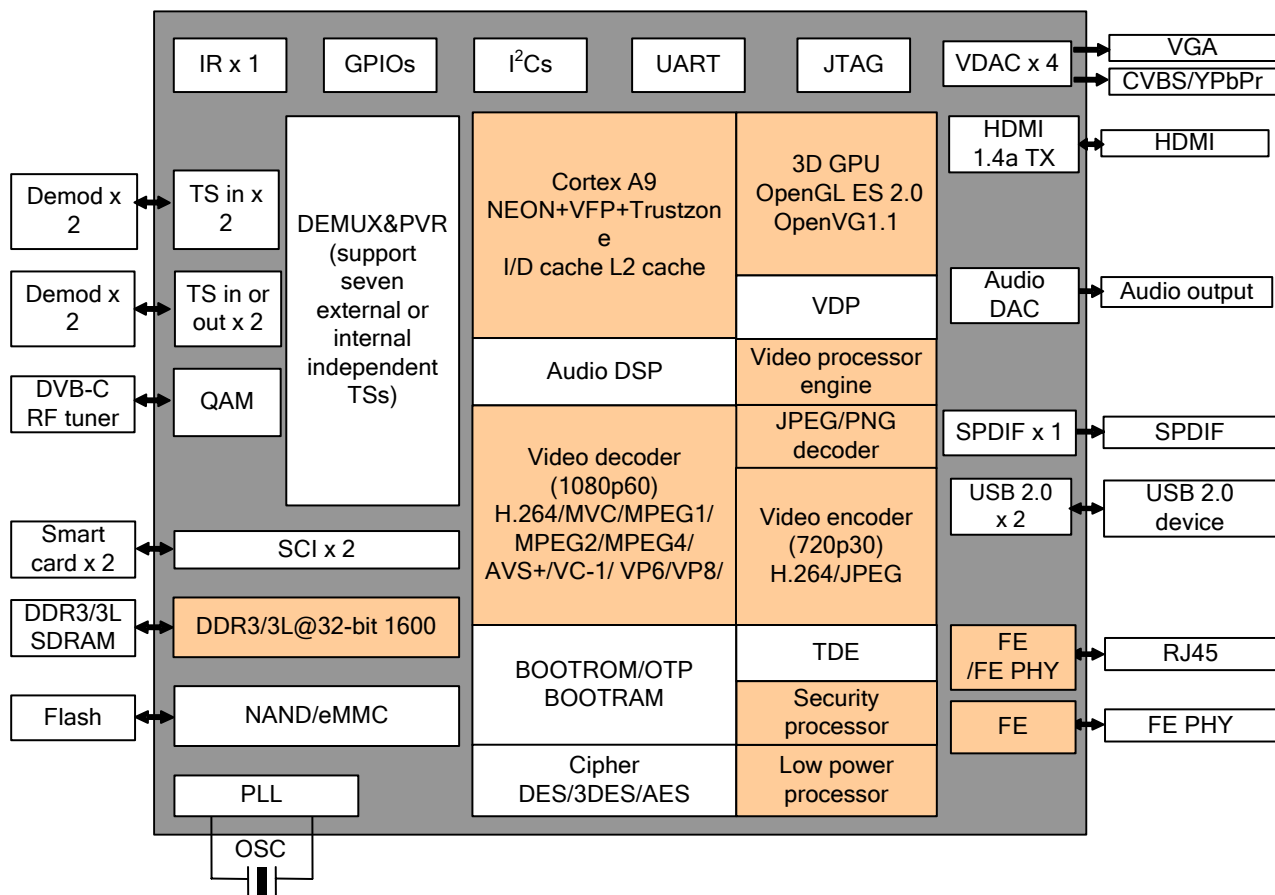 IR x 1
GPIOs
I²Cs
UART
JTAG
VDAC x 4
VGA
CVBS/YPbPr
HDMI
1.4a TX
HDMI
Demod x
2
TS in x
2
DEMUX&PVR
(support
seven
external or
internal
independent
TSs)
Cortex A9
NEON+VFP+Trustzon
e
I/D cache L2 cache
3D GPU
OpenGL ES 2.0
OpenVG1.1
Demod x
2
TS in or
out x 2
VDP
Audio
DAC
Audio output
Audio DSP
Video processor
engine
DVB-C
RF tuner
QAM
JPEG/PNG
decoder
SPDIF x 1
SPDIF
Video decoder
(1080p60)
H.264/MVC/MPEG1/
MPEG2/MPEG4/
AVS+/VC-1/ VP6/VP8/
Video encoder
(720p30)
H.264/JPEG
USB 2.0
x 2
USB 2.0
device
Smart
card x 2
SCI x 2
DDR3/3L
SDRAM
DDR3/3L@32-bit 1600
BOOTROM/OTP
BOOTRAM
TDE
FE
/FE PHY
RJ45
Flash
NAND/eMMC
Security
processor
FE
FE PHY
Cipher
DES/3DES/AES
Low power
processor
PLL
OSC